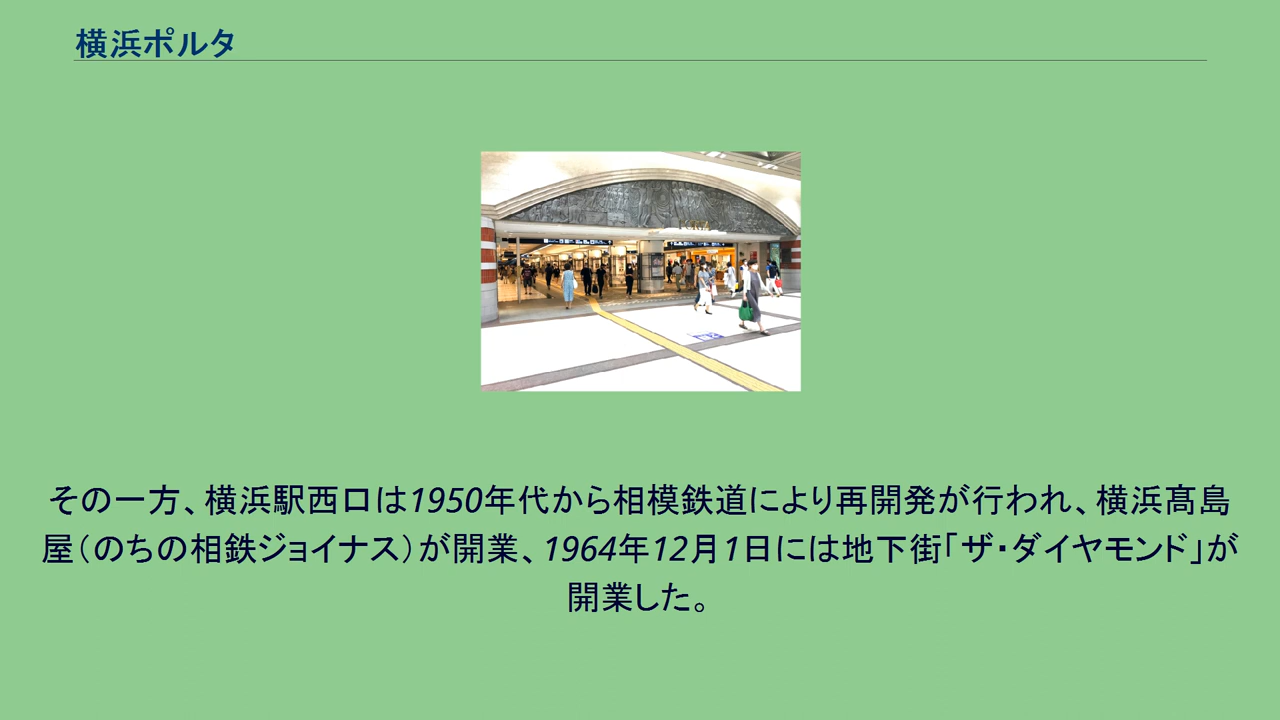 横浜ポルタ
その一方、横浜駅西口は1950年代から相模鉄道により再開発が行われ、横浜髙島
屋（のちの相鉄ジョイナス）が開業、1964年12月1日には地下街｢ザ・ダイヤモンド｣が
開業した。